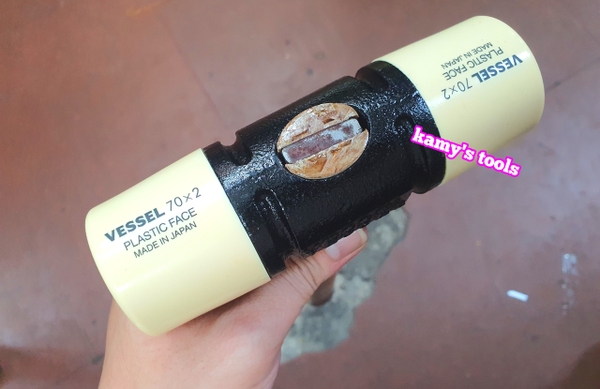 VESSEL 70×2
PLASTIC FACE
MADE IN JAPAN
kamy's tools
VESSEL 70×2
PLASTIC FACE
MADE IN JAPAN